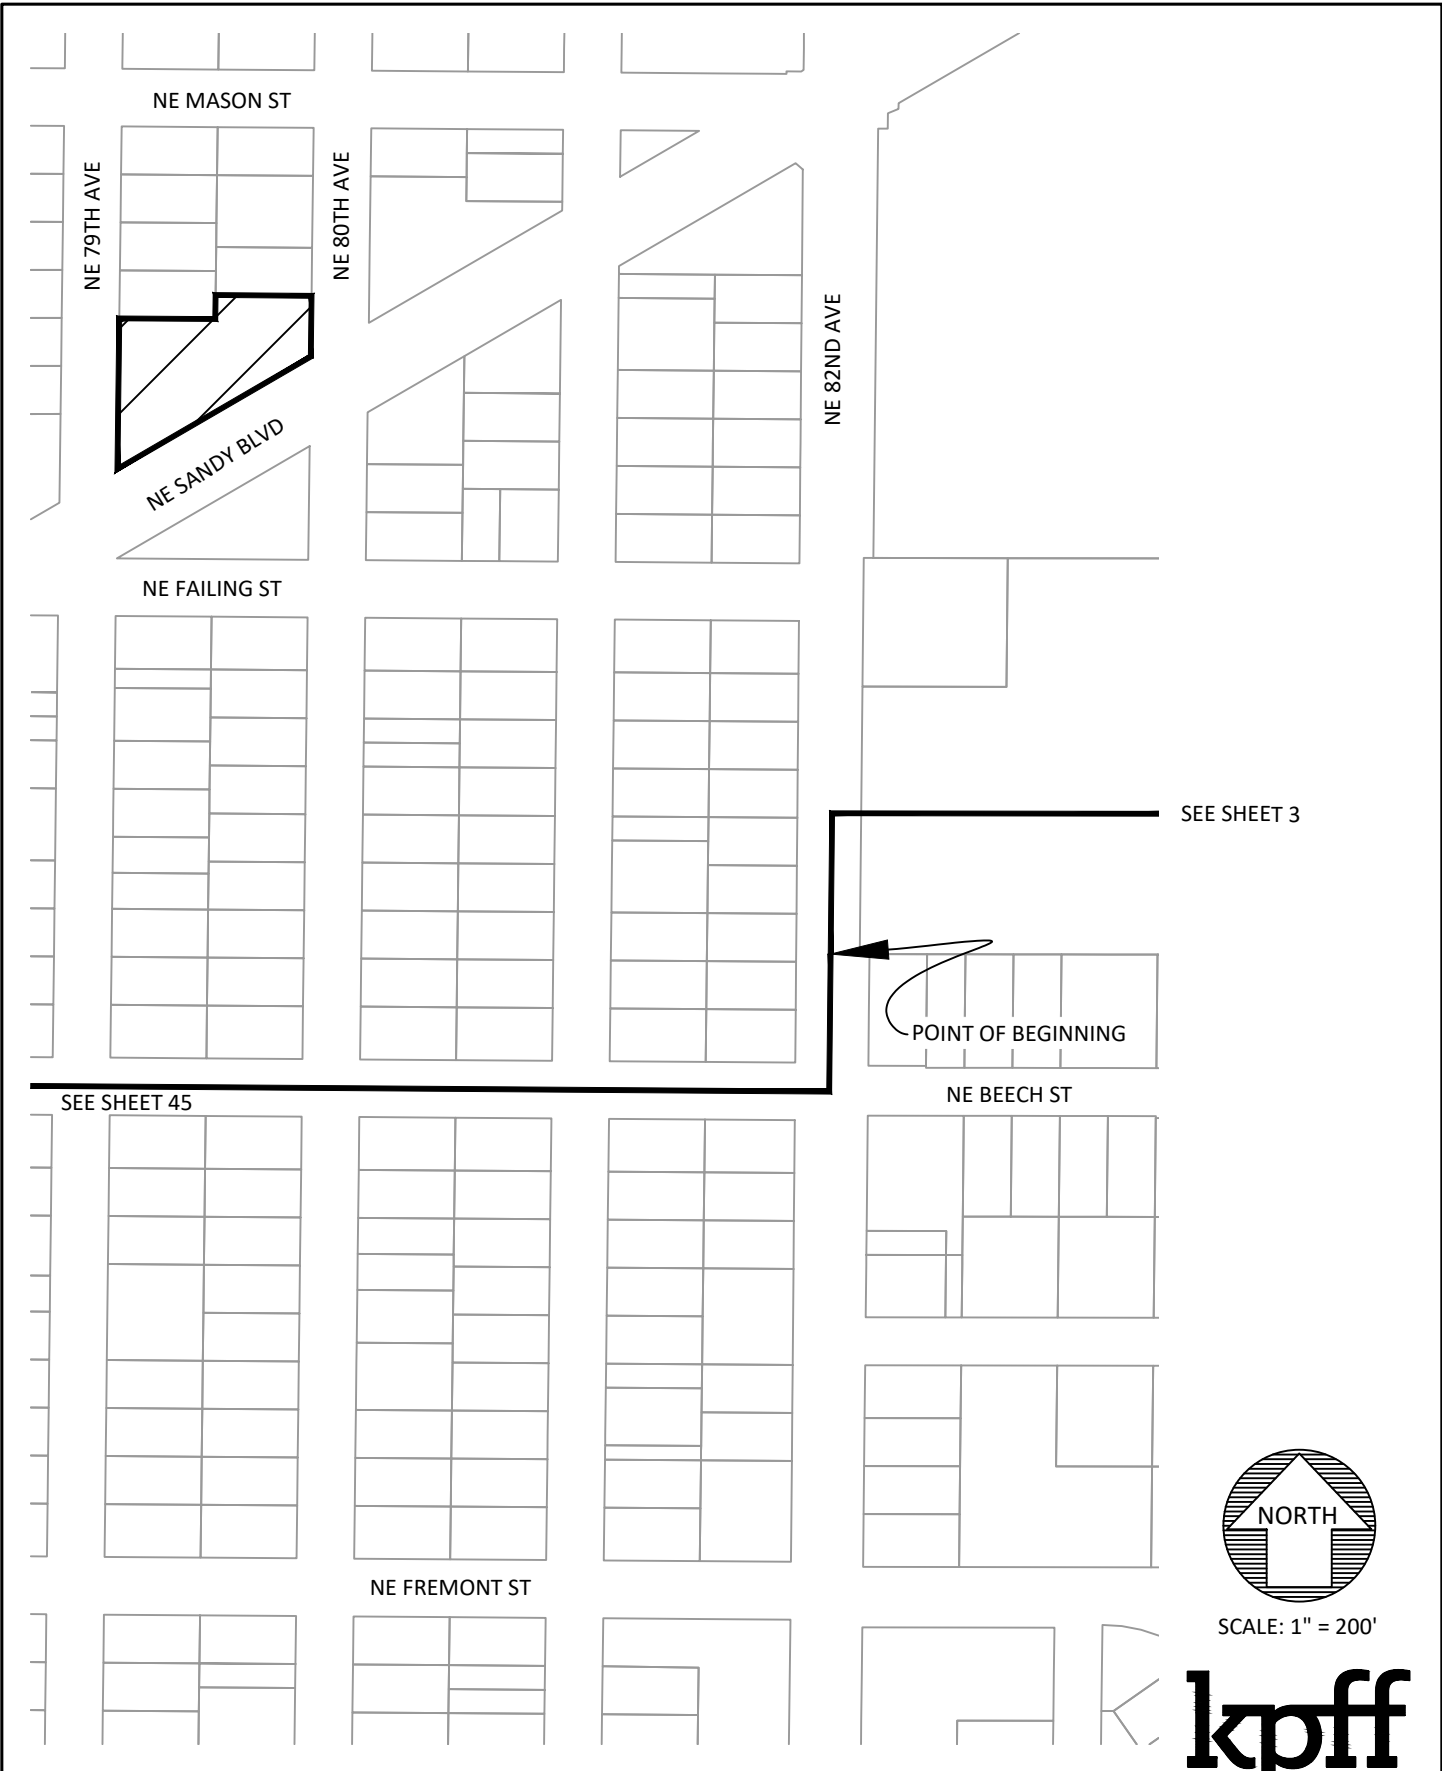 NE MASON ST
NE 79TH AVE
NE 80TH AVE
NE 82ND AVE
NE SANDY BLVD
NE FAILING ST
SEE SHEET 3
POINT OF BEGINNING
SEE SHEET 45
NE BEECH ST
NORTH
NE FREMONT ST
SCALE: 1" = 200'
kpff